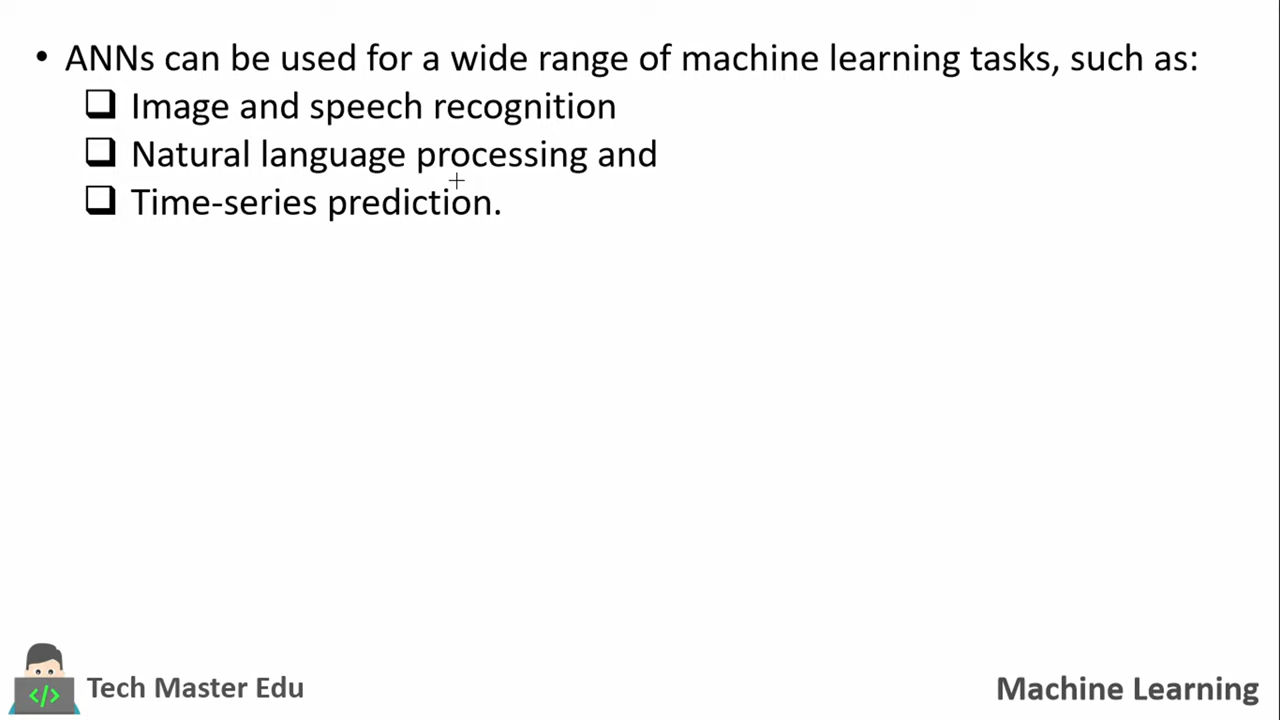 • ANNs can be used for a wide range of machine learning tasks, such as:
❑ Image and speech recognition
❑ Natural language processing and
❑ Time-series prediction.
</> Tech Master Edu
Machine Learning